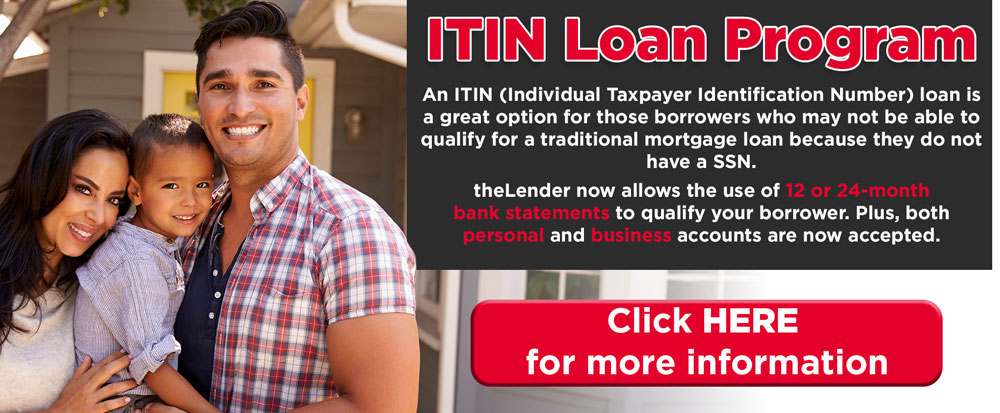 ITIN Loan Program
An ITIN (Individual Taxpayer Identification Number) loan is
a great option for those borrowers who may not be able to
qualify for a traditional mortgage loan because they do not
have a SSN.
theLender now allows the use of 12 or 24-month
bank statements to qualify your borrower. Plus, both
personal and business accounts are now accepted.
Click HERE
for more information